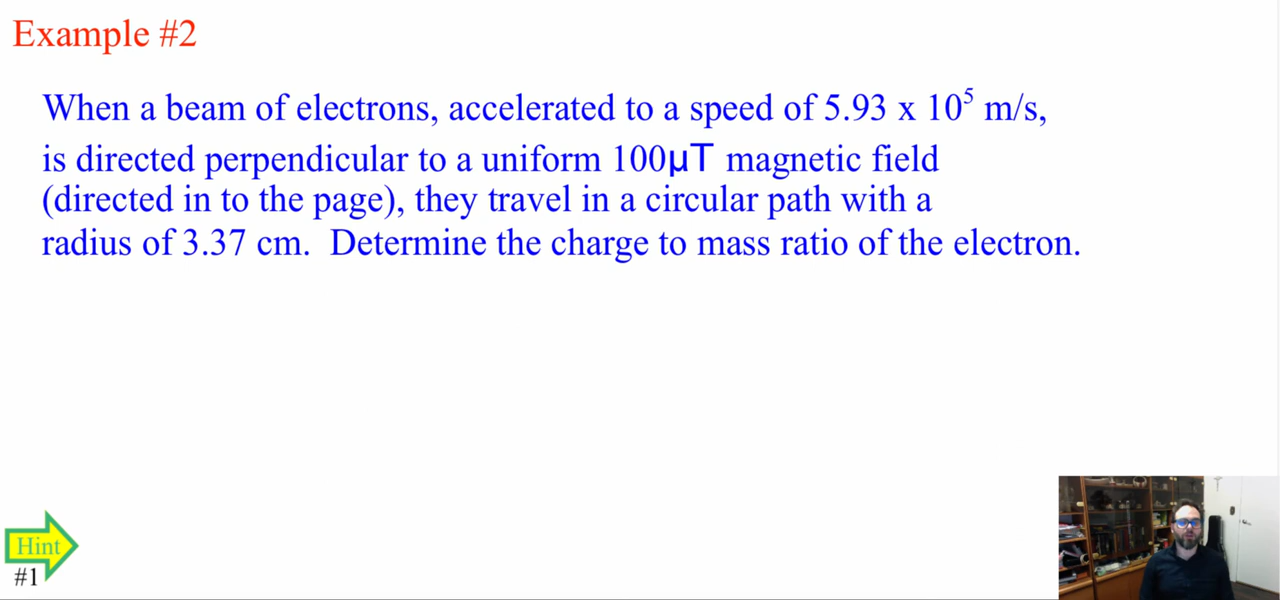 Example #2
When a beam of electrons, accelerated to a speed of 5.93 x 10⁵ m/s,
is directed perpendicular to a uniform 100μT magnetic field
(directed in to the page), they travel in a circular path with a
radius of 3.37 cm.  Determine the charge to mass ratio of the electron.
Hint
#1